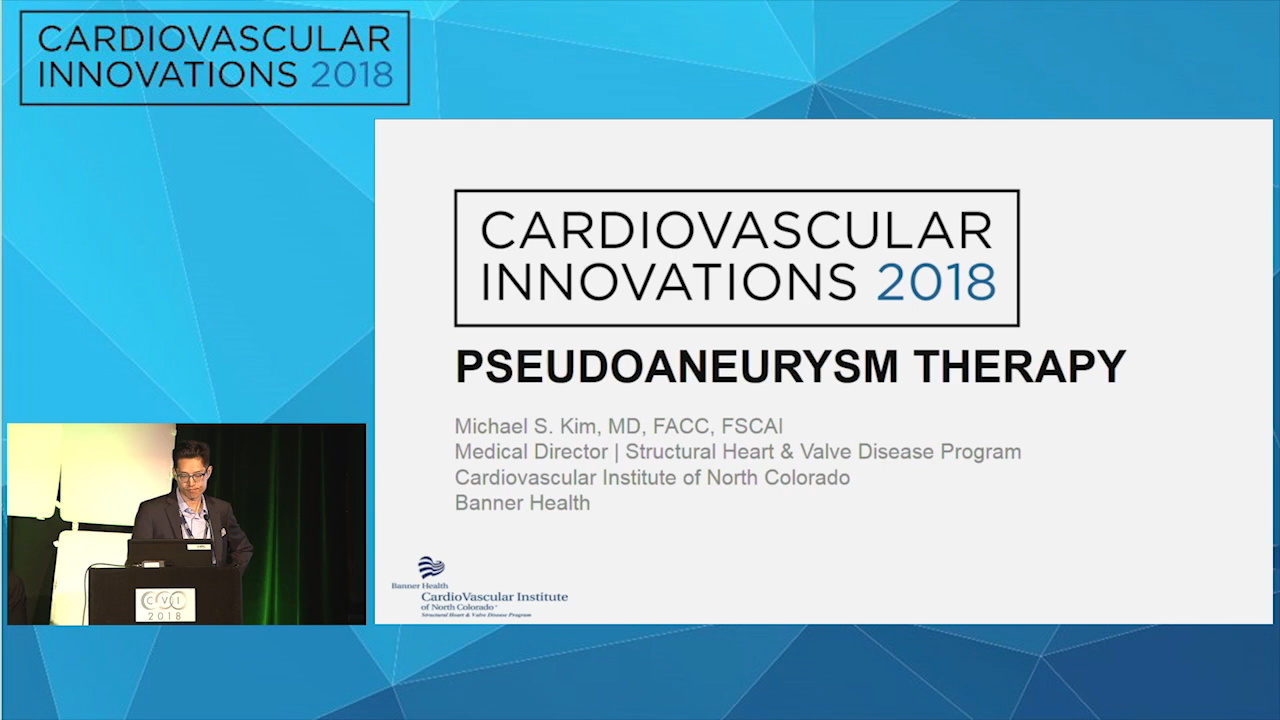 CARDIOVASCULAR
INNOVATIONS 2018
CARDIOVASCULAR
INNOVATIONS 2018
PSEUDOANEURYSM THERAPY
Michael S. Kim, MD, FACC, FSCAI
Medical Director | Structural Heart & Valve Disease Program
Cardiovascular Institute of North Colorado
Banner Health
Banner Health
CardioVascular Institute
of North Colorado
Structural Heart & Valve Disease Program
CVI
2018